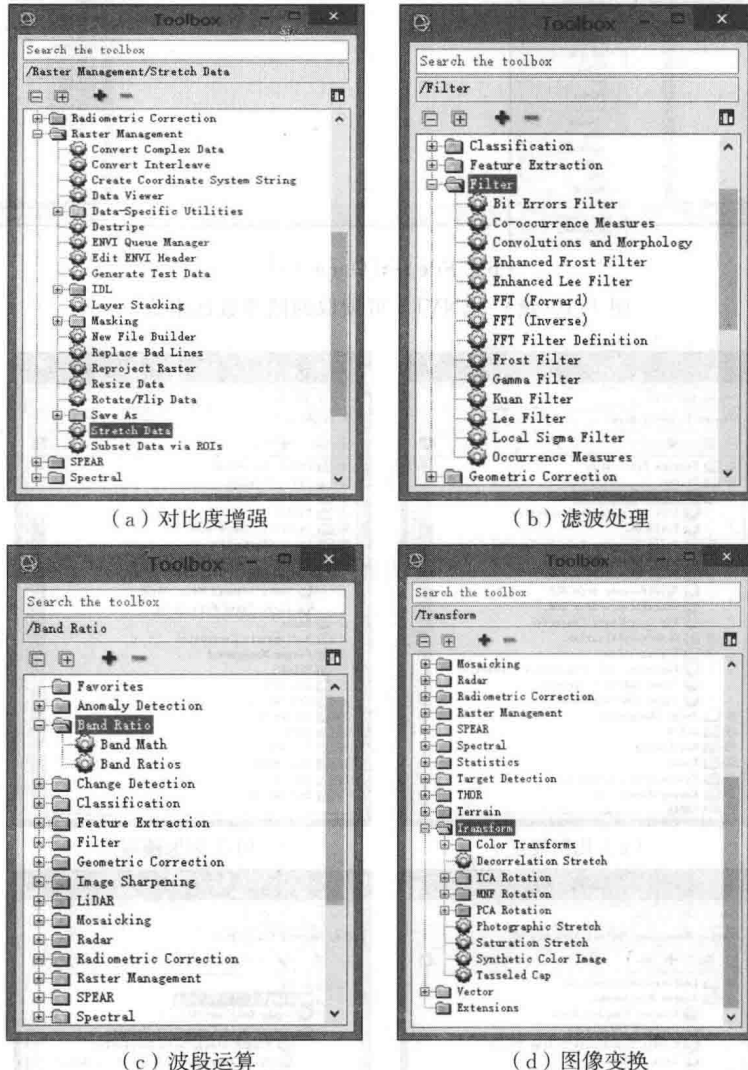 Toolbox
Search the toolbox
/Raster Management/Stretch Data
Radiometric Correction
Raster Management
Convert Complex Data
Convert Interleave
Create Coordinate System String
Data Viewer
Data-Specific Utilities
Destripe
ENVI Queue Manager
Edit ENVI Header
Generate Test Data
IDL
Layer Stacking
Masking
New File Builder
Replace Bad Lines
Reproject Raster
Resize Data
Rotate/Flip Data
Save As
Stretch Data
Subset Data via ROIs
SPEAR
Spectral
(a)对比度增强
Toolbox
Search the toolbox
/Filter
Classification
Feature Extraction
Filter
Bit Errors Filter
Co-occurrence Measures
Convolutions and Morphology
Enhanced Frost Filter
Enhanced Lee Filter
FFT (Forward)
FFT (Inverse)
FFT Filter Definition
Frost Filter
Gamma Filter
Kuan Filter
Lee Filter
Local Sigma Filter
Occurrence Measures
Geometric Correction
(b)滤波处理
Toolbox
Search the toolbox
/Band Ratio
Favorites
Anomaly Detection
Band Ratio
Band Math
Band Ratios
Change Detection
Classification
Feature Extraction
Filter
Geometric Correction
Image Sharpening
LiDAR
Mosaicking
Radar
Radiometric Correction
Raster Management
SPEAR
Spectral
(c)波段运算
Toolbox
Search the toolbox
/Transform
Mosaicking
Radar
Radiometric Correction
Raster Management
SPEAR
Spectral
Statistics
Target Detection
THOR
Terrain
Transform
Color Transforms
Decorrelation Stretch
ICA Rotation
MNF Rotation
PCA Rotation
Photographic Stretch
Saturation Stretch
Synthetic Color Image
Tasseled Cap
Vector
Extensions
(d)图像变换